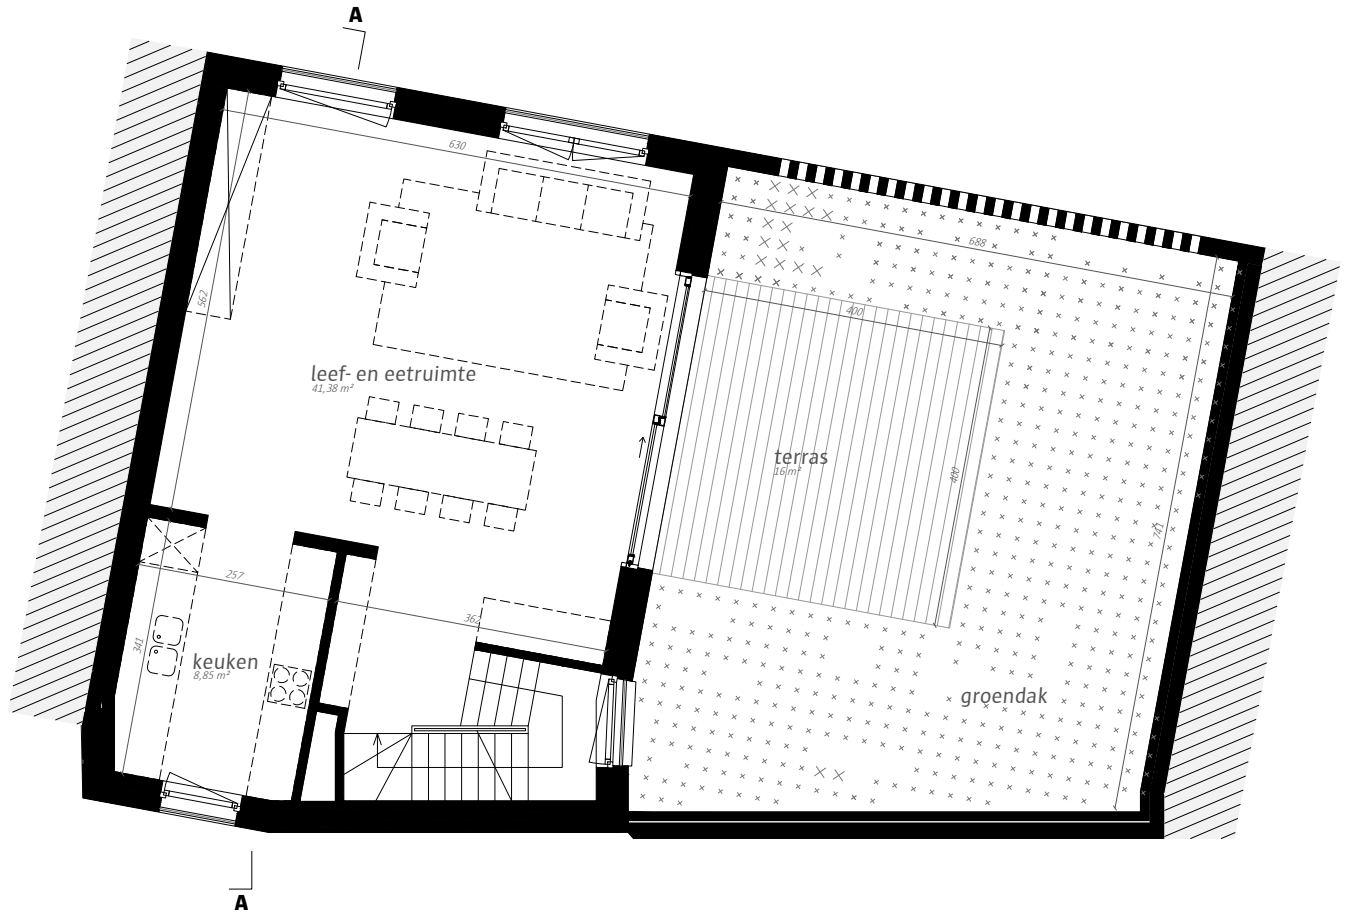 A
630
688
562
400
leef- en eetruimte
41,38 m²
terras
16 m²
400
741
257
362
341
keuken
8,85 m²
groendak
A